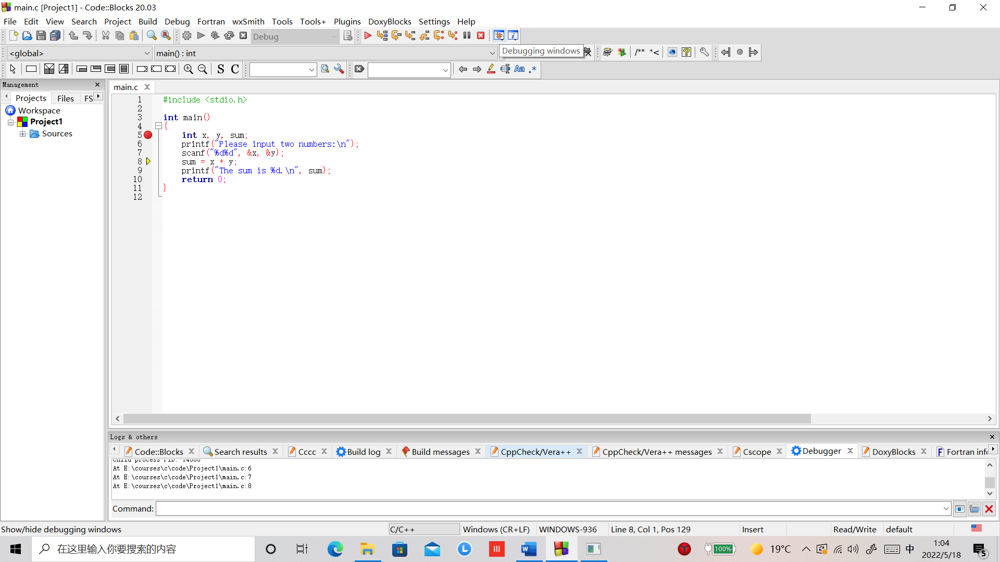 main.c [Project1] - Code::Blocks 20.03
File Edit View Search Project Build Debug Fortran wxSmith Tools Tools+ Plugins DoxyBlocks Settings Help
Debug
<global> main() : int Debugging windows /** *<
S C Aa .*
Management
main.c
Projects Files FS
Workspace
Project1
Sources
1 #include <stdio.h>
2
3 int main()
4 {
5 int x, y, sum;
6 printf("Please input two numbers:\n");
7 scanf("%d%d", &x, &y);
8 sum = x + y;
9 printf("The sum is %d.\n", sum);
10 return 0;
11 }
12
Logs & others
Code::Blocks Search results Cccc Build log Build messages CppCheck/Vera++ CppCheck/Vera++ messages Cscope Debugger DoxyBlocks Fortran info
Child process PID:
At E:\courses\c\code\Project1\main.c:6
At E:\courses\c\code\Project1\main.c:7
At E:\courses\c\code\Project1\main.c:8
Command:
Show/hide debugging windows C/C++ Windows (CR+LF) WINDOWS-936 Line 8, Col 1, Pos 129 Insert Read/Write default
在这里输入你要搜索的内容 100% 19°C 中 1:04
2022/5/18 5